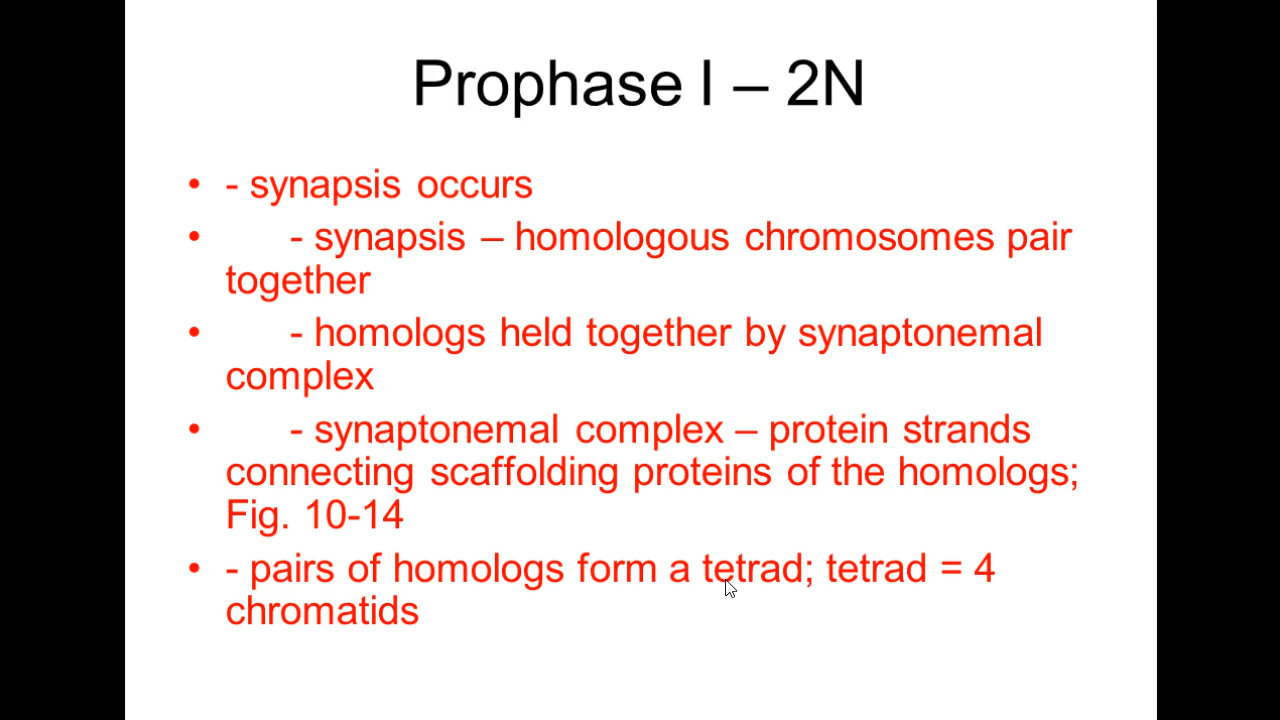 Prophase I – 2N
• - synapsis occurs
• - synapsis – homologous chromosomes pair
together
• - homologs held together by synaptonemal
complex
• - synaptonemal complex – protein strands
connecting scaffolding proteins of the homologs;
Fig. 10-14
• - pairs of homologs form a tetrad; tetrad = 4
chromatids